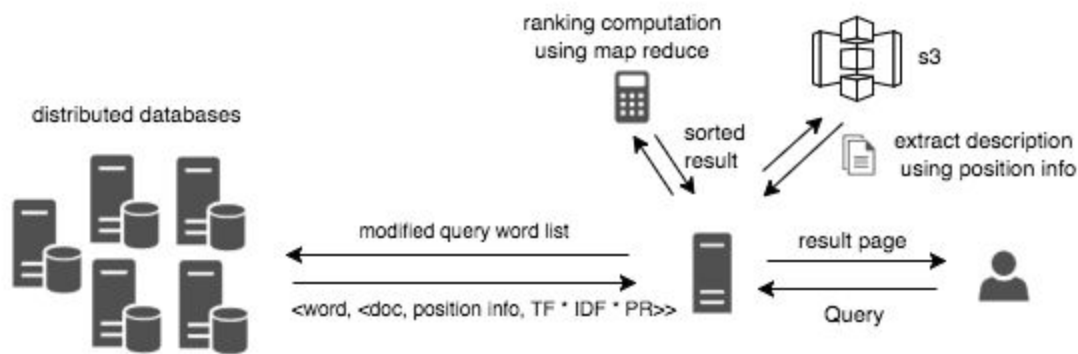 ranking computation
using map reduce
s3
distributed databases
sorted
result
extract description
using position info
modified query word list
result page
<word, <doc, position info, TF * IDF * PR>>
Query